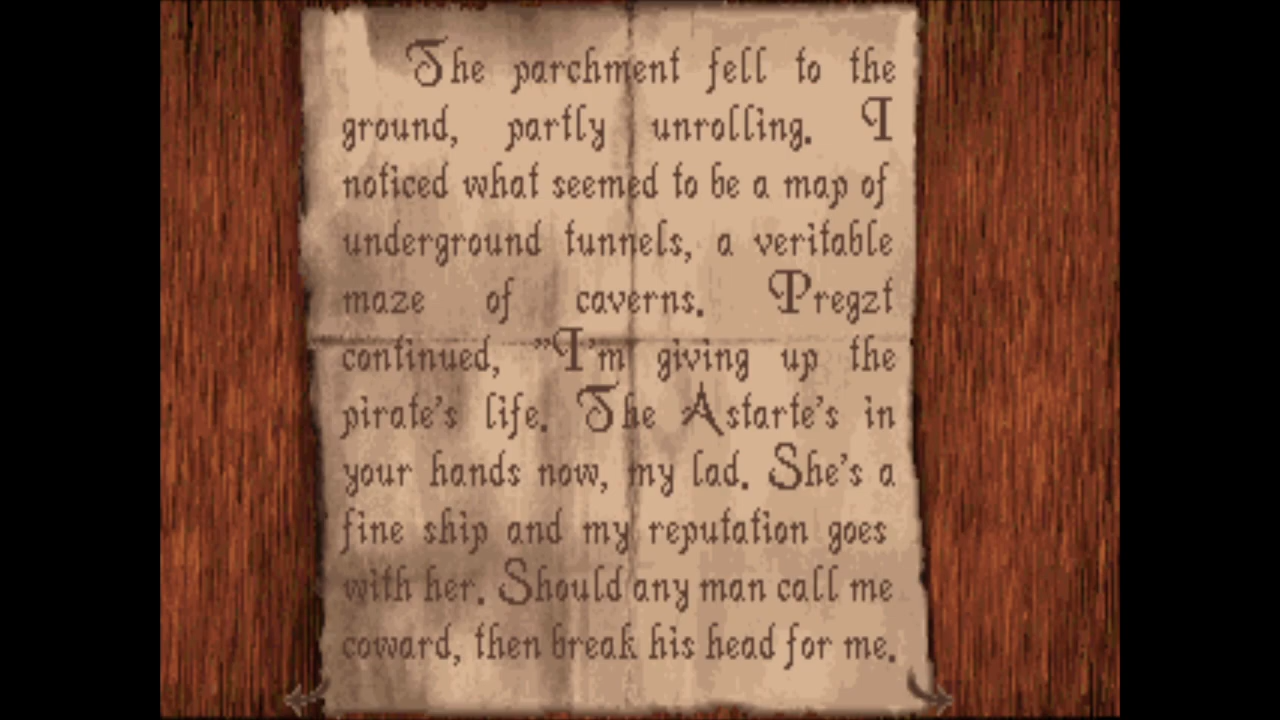 The parchment fell to the
ground, partly unrolling. I
noticed what seemed to be a map of
underground tunnels, a veritable
maze of caverns. Pregzt
continued, "I'm giving up the
pirate's life. The Astarte's in
your hands now, my lad. She's a
fine ship and my reputation goes
with her. Should any man call me
coward, then break his head for me.